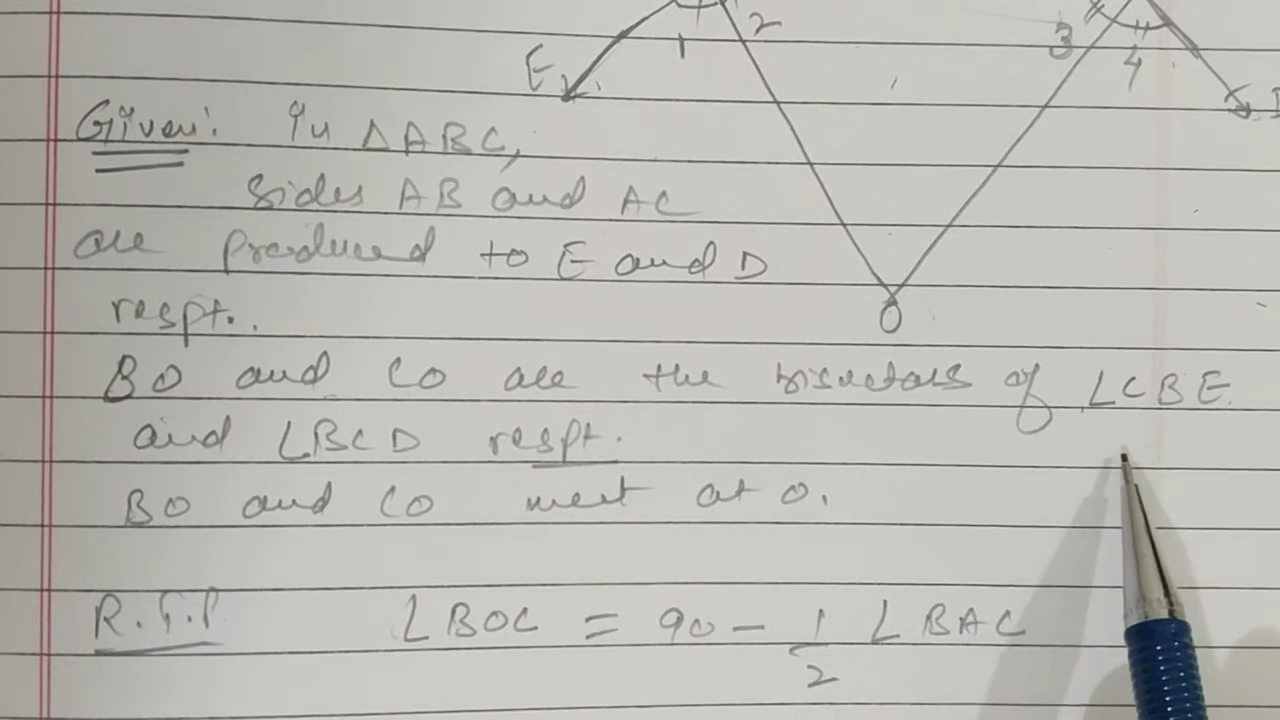 2
1
3
4
E
D
Given: In △ABC,
Sides AB and AC
are produced to E and D
respt..
O
BO and CO are the bisectors of ∠CBE
and ∠BCD respt.
BO and CO meet at O.
R.T.P ∠BOC = 90 - 1/2 ∠BAC